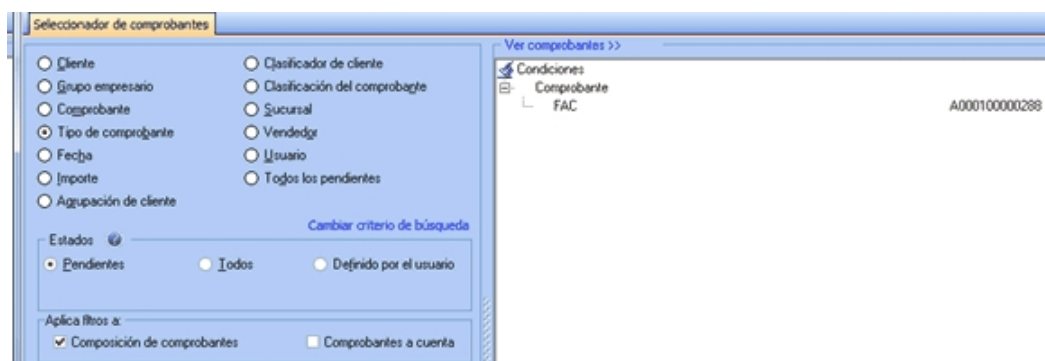 Seleccionador de comprobantes
Cliente
Grupo empresario
Comprobante
Tipo de comprobante
Fecha
Importe
Agrupación de cliente
Clasificador de cliente
Clasificación del comprobante
Sucursal
Vendedor
Usuario
Todos los pendientes
Cambiar criterio de búsqueda
Estados
Pendientes Todos Definido por el usuario
Aplica filtros a:
Composición de comprobantes Comprobantes a cuenta
Ver comprobantes >>
Condiciones
Comprobante
FAC A000100000288